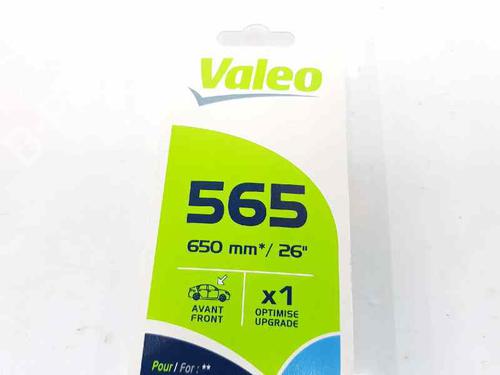 Valeo
565
650 mm*/ 26"
AVANT
FRONT
x1
OPTIMISE
UPGRADE
Pour / For : **